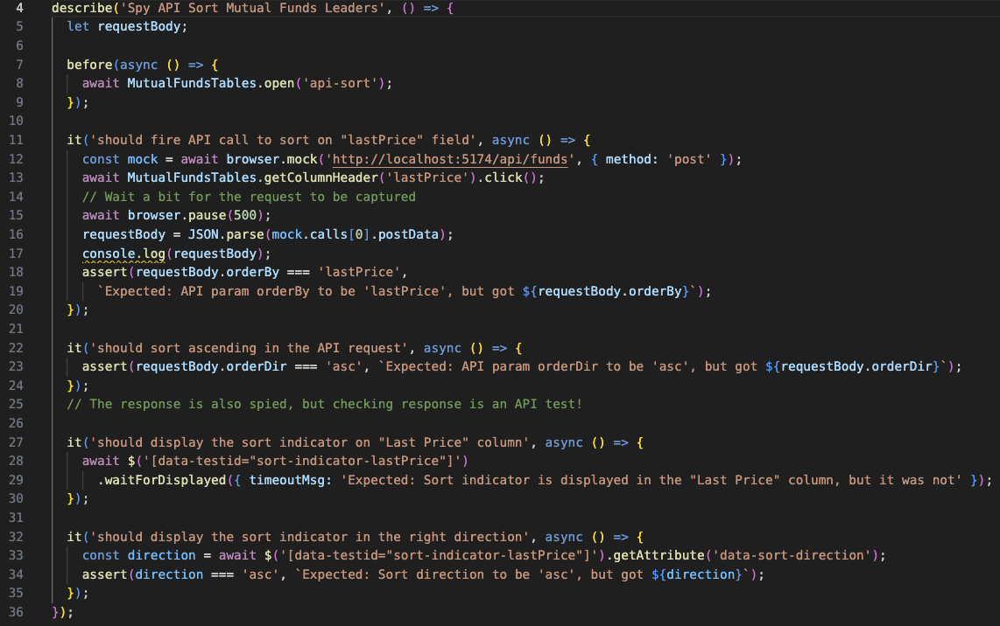 4 describe('Spy API Sort Mutual Funds Leaders', () => {
5   let requestBody;
6
7   before(async () => {
8     await MutualFundsTables.open('api-sort');
9   });
10
11   it('should fire API call to sort on "lastPrice" field', async () => {
12     const mock = await browser.mock('http://localhost:5174/api/funds', { method: 'post' });
13     await MutualFundsTables.getColumnHeader('lastPrice').click();
14     // Wait a bit for the request to be captured
15     await browser.pause(500);
16     requestBody = JSON.parse(mock.calls[0].postData);
17     console.log(requestBody);
18     assert(requestBody.orderBy === 'lastPrice',
19       `Expected: API param orderBy to be 'lastPrice', but got ${requestBody.orderBy}`);
20   });
21
22   it('should sort ascending in the API request', async () => {
23     assert(requestBody.orderDir === 'asc', `Expected: API param orderDir to be 'asc', but got ${requestBody.orderDir}`);
24   });
25   // The response is also spied, but checking response is an API test!
26
27   it('should display the sort indicator on "Last Price" column', async () => {
28     await $('[data-testid="sort-indicator-lastPrice"]')
29       .waitForDisplayed({ timeoutMsg: 'Expected: Sort indicator is displayed in the "Last Price" column, but it was not' });
30   });
31
32   it('should display the sort indicator in the right direction', async () => {
33     const direction = await $('[data-testid="sort-indicator-lastPrice"]').getAttribute('data-sort-direction');
34     assert(direction === 'asc', `Expected: Sort direction to be 'asc', but got ${direction}`);
35   });
36 });